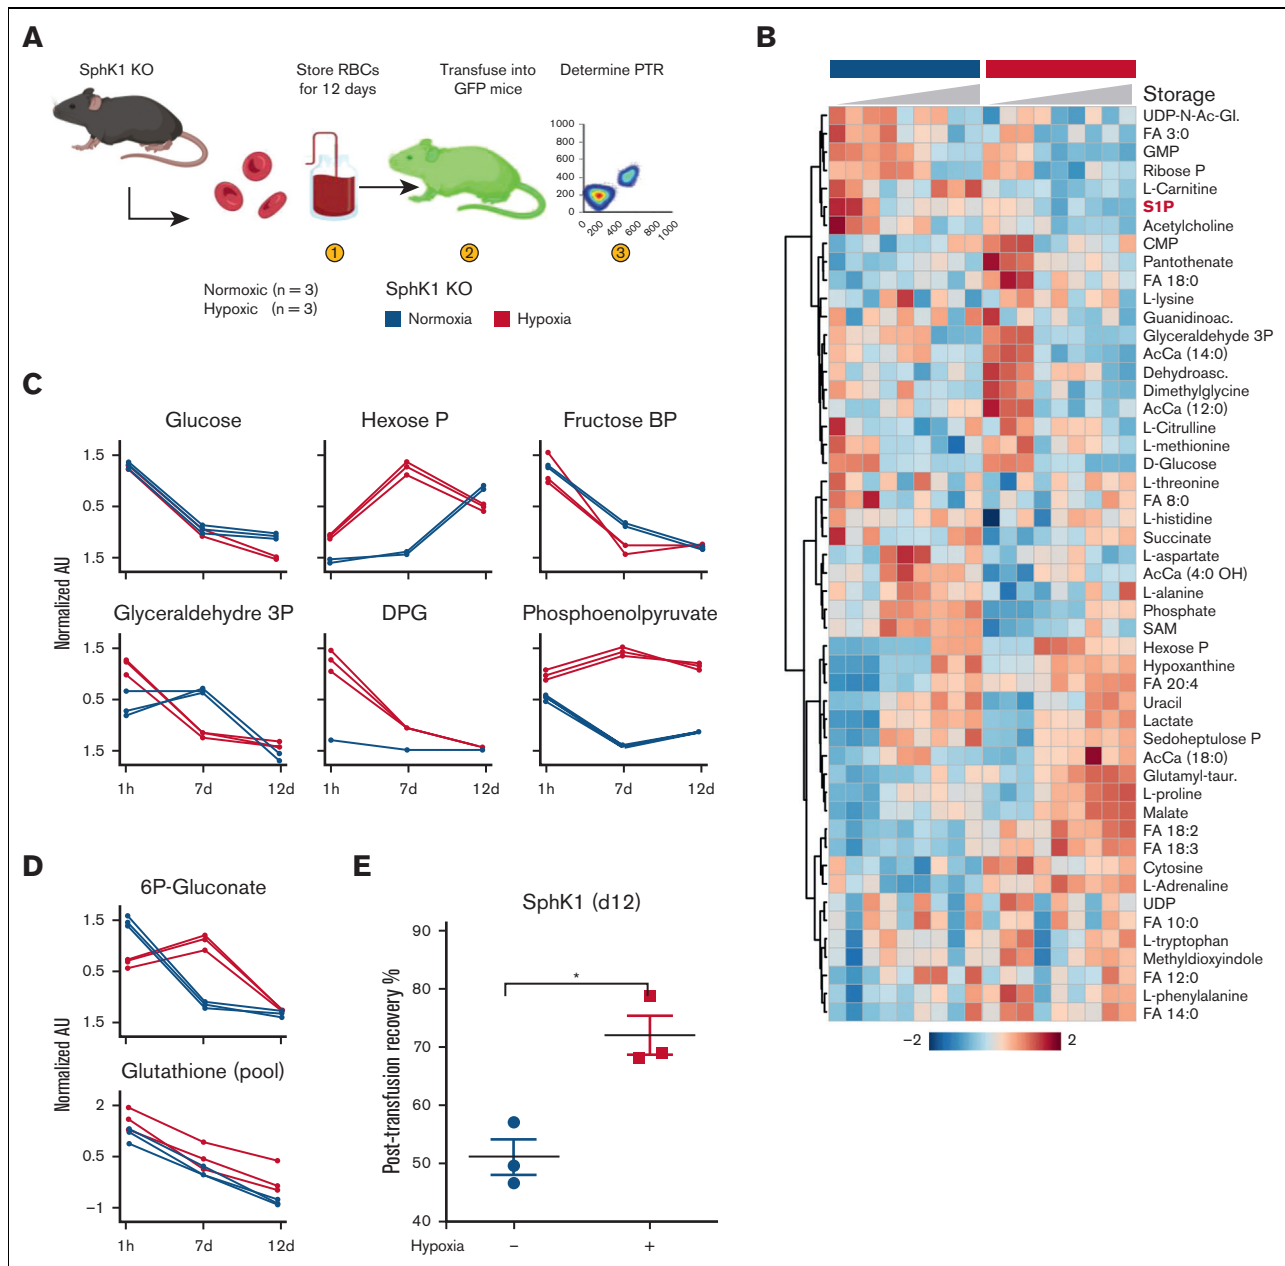 A
SphK1 KO
Store RBCs
for 12 days
Transfuse into
GFP mice
Determine PTR
1000
800
600
400
200
0
0
200
400
600
800
1000
1
2
3
Normoxic (n = 3)
Hypoxic (n = 3)
SphK1 KO
Normoxia
Hypoxia
B
Storage
UDP-N-Ac-Gl.
FA 3:0
GMP
Ribose P
L-Carnitine
S1P
Acetylcholine
CMP
Pantothenate
FA 18:0
L-lysine
Guanidinoac.
Glyceraldehyde 3P
AcCa (14:0)
Dehydroasc.
Dimethylglycine
AcCa (12:0)
L-Citrulline
L-methionine
D-Glucose
L-threonine
FA 8:0
L-histidine
Succinate
L-aspartate
AcCa (4:0 OH)
L-alanine
Phosphate
SAM
Hexose P
Hypoxanthine
FA 20:4
Uracil
Lactate
Sedoheptulose P
AcCa (18:0)
Glutamyl-taur.
L-proline
Malate
FA 18:2
FA 18:3
Cytosine
L-Adrenaline
UDP
FA 10:0
L-tryptophan
Methyldioxyindole
FA 12:0
L-phenylalanine
FA 14:0
−2
2
C
Normalized AU
Glucose
Hexose P
Fructose BP
1.5
0.5
1.5
Glyceraldehydre 3P
DPG
Phosphoenolpyruvate
1.5
0.5
1.5
1h 7d 12d
1h 7d 12d
1h 7d 12d
D
Normalized AU
6P-Gluconate
1.5
0.5
1.5
Glutathione (pool)
2
0.5
−1
1h 7d 12d
E
SphK1 (d12)
Post-transfusion recovery %
90
80
70
60
50
40
*
Hypoxia − +